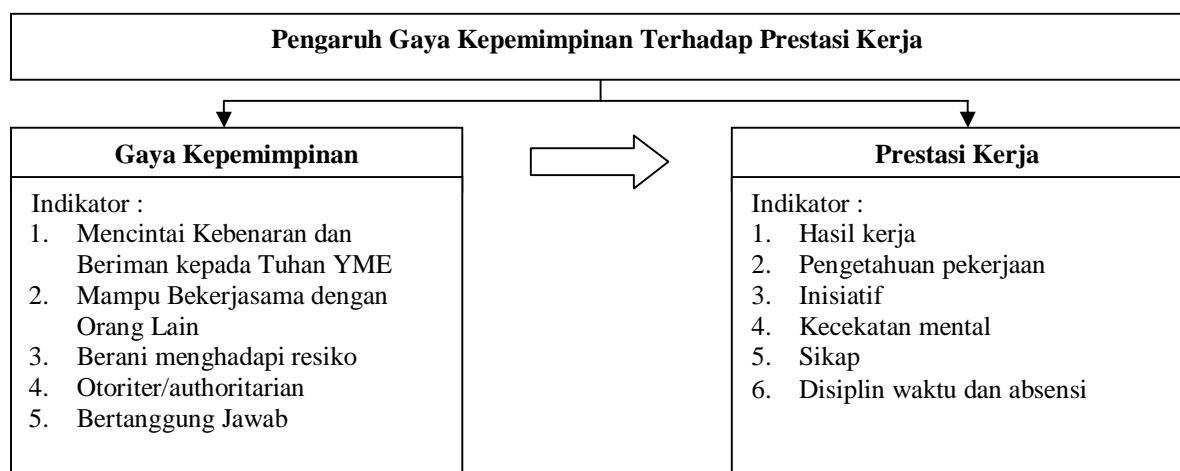 Pengaruh Gaya Kepemimpinan Terhadap Prestasi Kerja
Gaya Kepemimpinan
Indikator :
1. Mencintai Kebenaran dan
Beriman kepada Tuhan YME
2. Mampu Bekerjasama dengan
Orang Lain
3. Berani menghadapi resiko
4. Otoriter/authoritarian
5. Bertanggung Jawab
Prestasi Kerja
Indikator :
1. Hasil kerja
2. Pengetahuan pekerjaan
3. Inisiatif
4. Kecekatan mental
5. Sikap
6. Disiplin waktu dan absensi